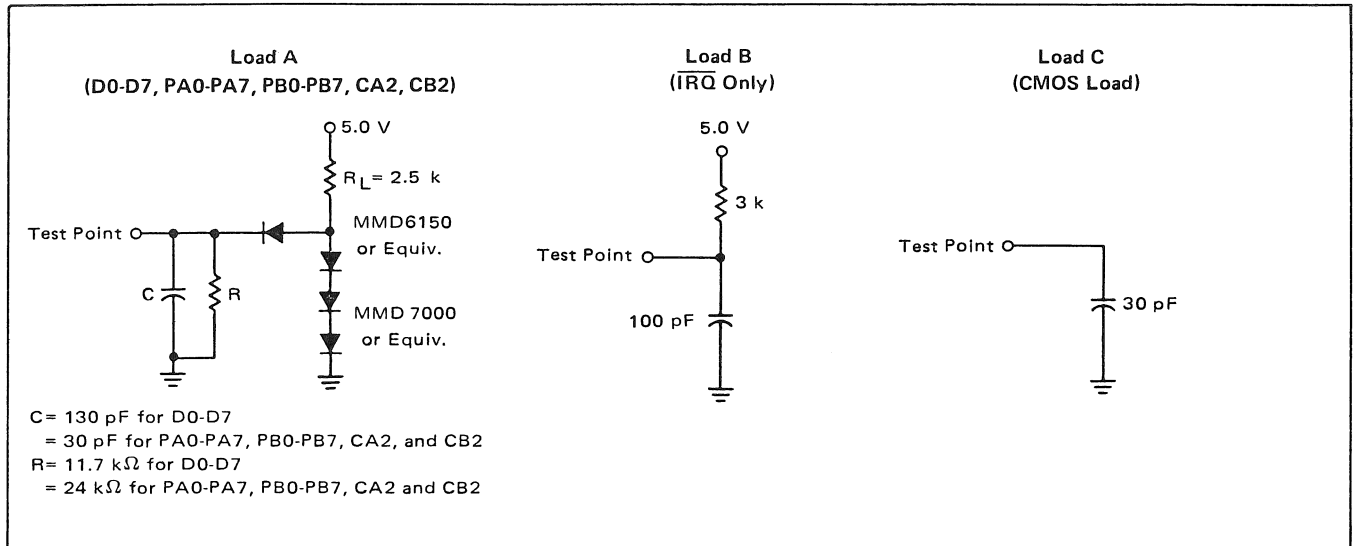 Load A
(D0-D7, PA0-PA7, PB0-PB7, CA2, CB2)
5.0 V
RL= 2.5 k
Test Point
MMD6150
or Equiv.
C
R
MMD 7000
or Equiv.
C= 130 pF for D0-D7
= 30 pF for PA0-PA7, PB0-PB7, CA2, and CB2
R= 11.7 kΩ for D0-D7
= 24 kΩ for PA0-PA7, PB0-PB7, CA2 and CB2
Load B
(I̅R̅Q̅ Only)
5.0 V
3 k
Test Point
100 pF
Load C
(CMOS Load)
Test Point
30 pF